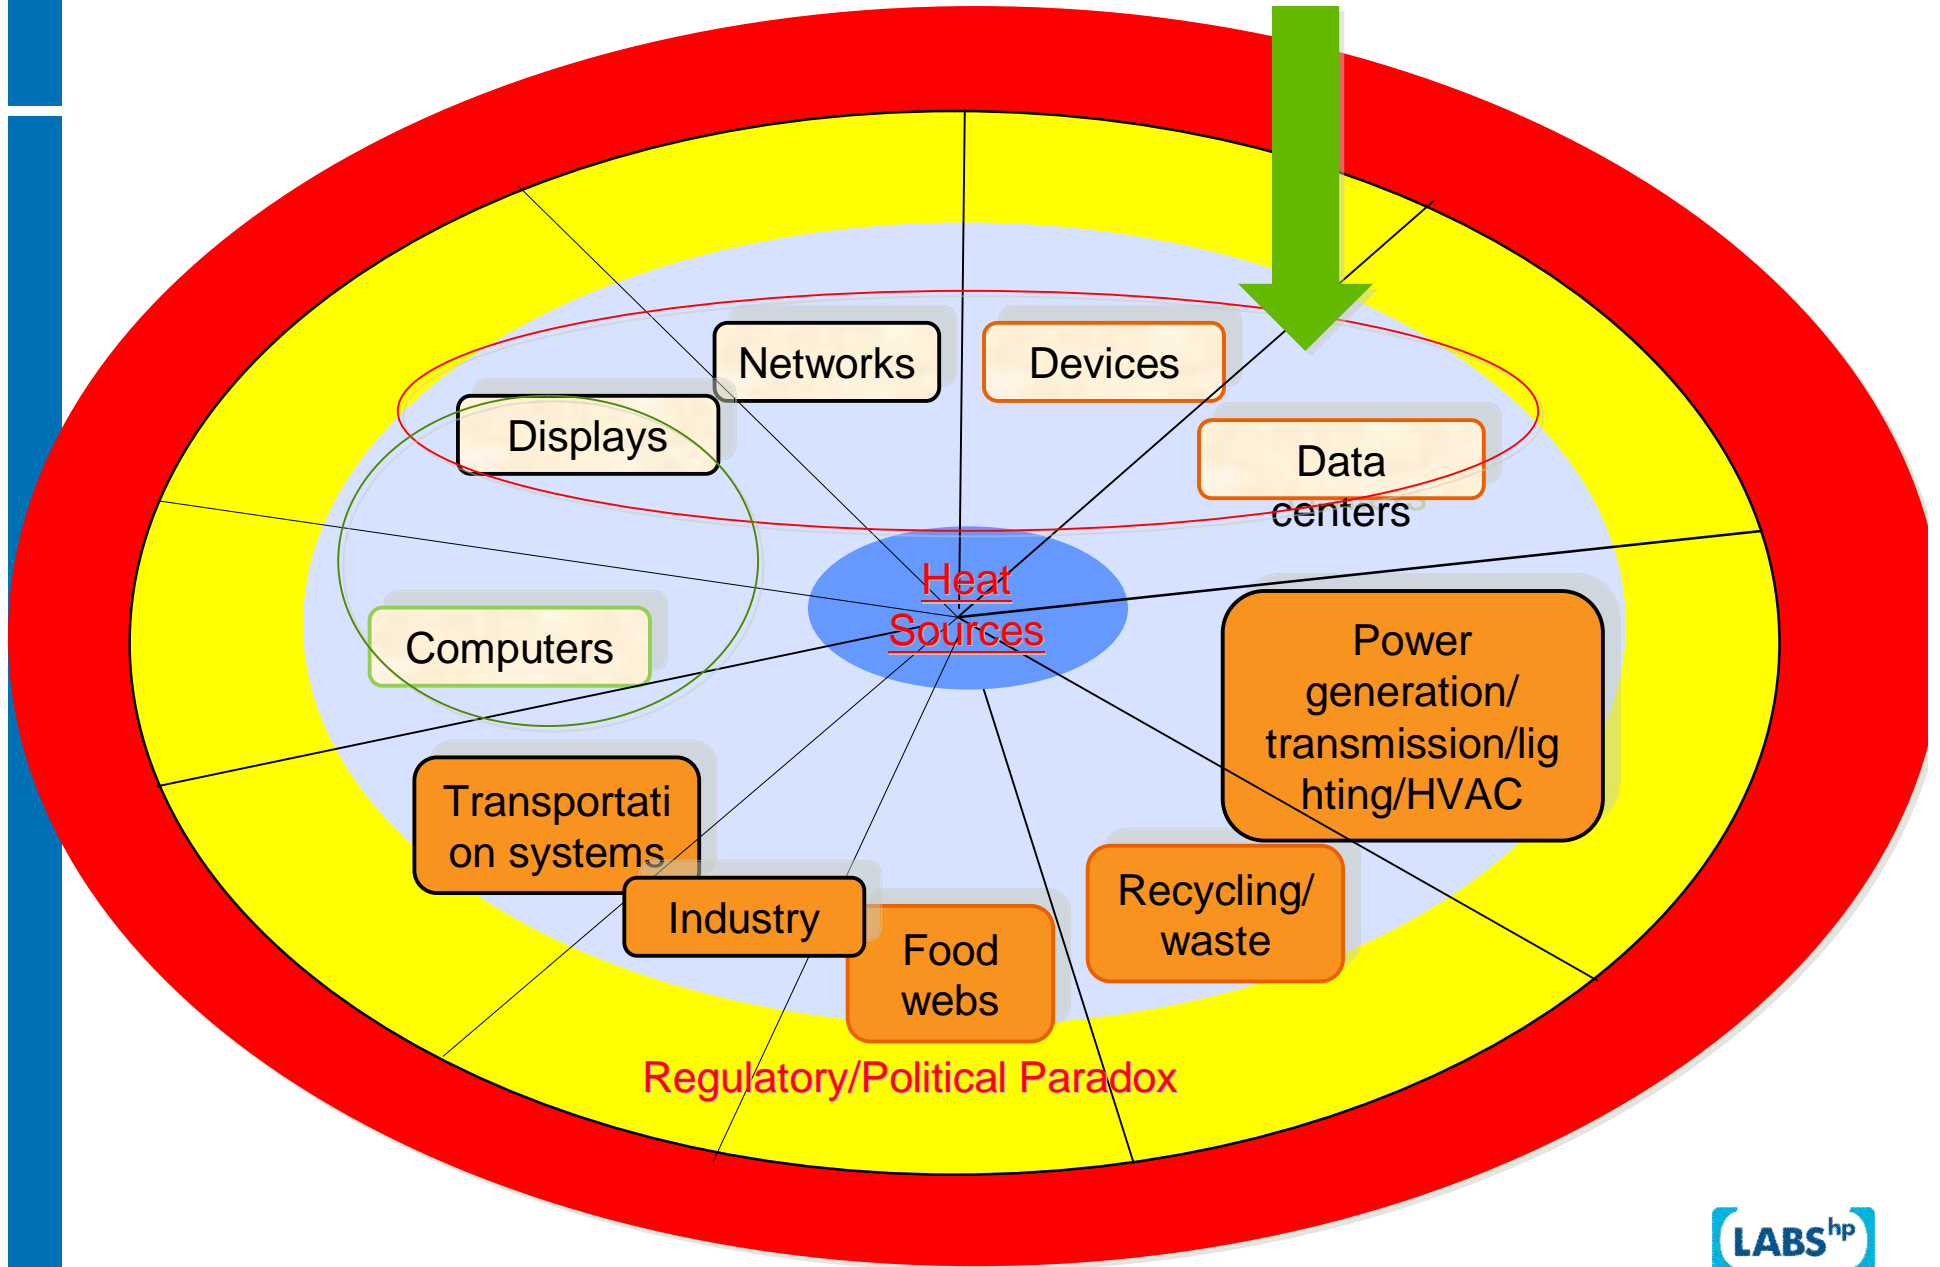 Networks
Devices
Displays
Data
centers
Heat
Sources
Computers
Power
generation/
transmission/lig
hting/HVAC
Transportati
on systems
Industry
Food
webs
Recycling/
waste
Regulatory/Political Paradox
LABS hp